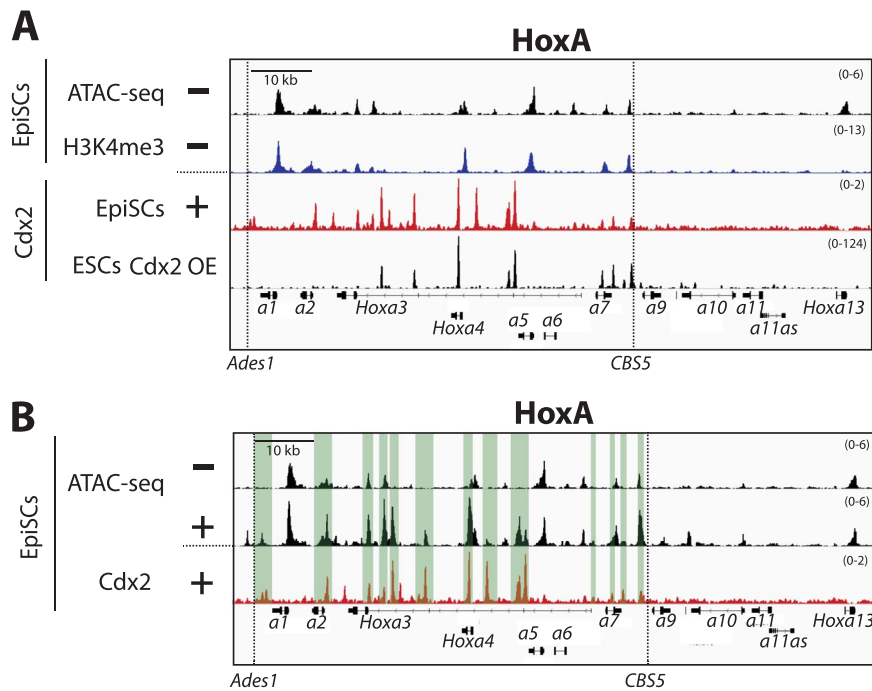 A
HoxA
EpiSCs
10 kb
ATAC-seq −
(0-6)
H3K4me3 −
(0-13)
Cdx2
EpiSCs +
(0-2)
ESCs Cdx2 OE
(0-124)
a1 a2 Hoxa3 a7 a9 a10 a11 Hoxa13
Hoxa4 a5 a6 a11as
Ades1 CBS5
B
HoxA
EpiSCs
10 kb
ATAC-seq −
(0-6)
+
(0-6)
Cdx2 +
(0-2)
a1 a2 Hoxa3 a7 a9 a10 a11 Hoxa13
Hoxa4 a5 a6 a11as
Ades1 CBS5